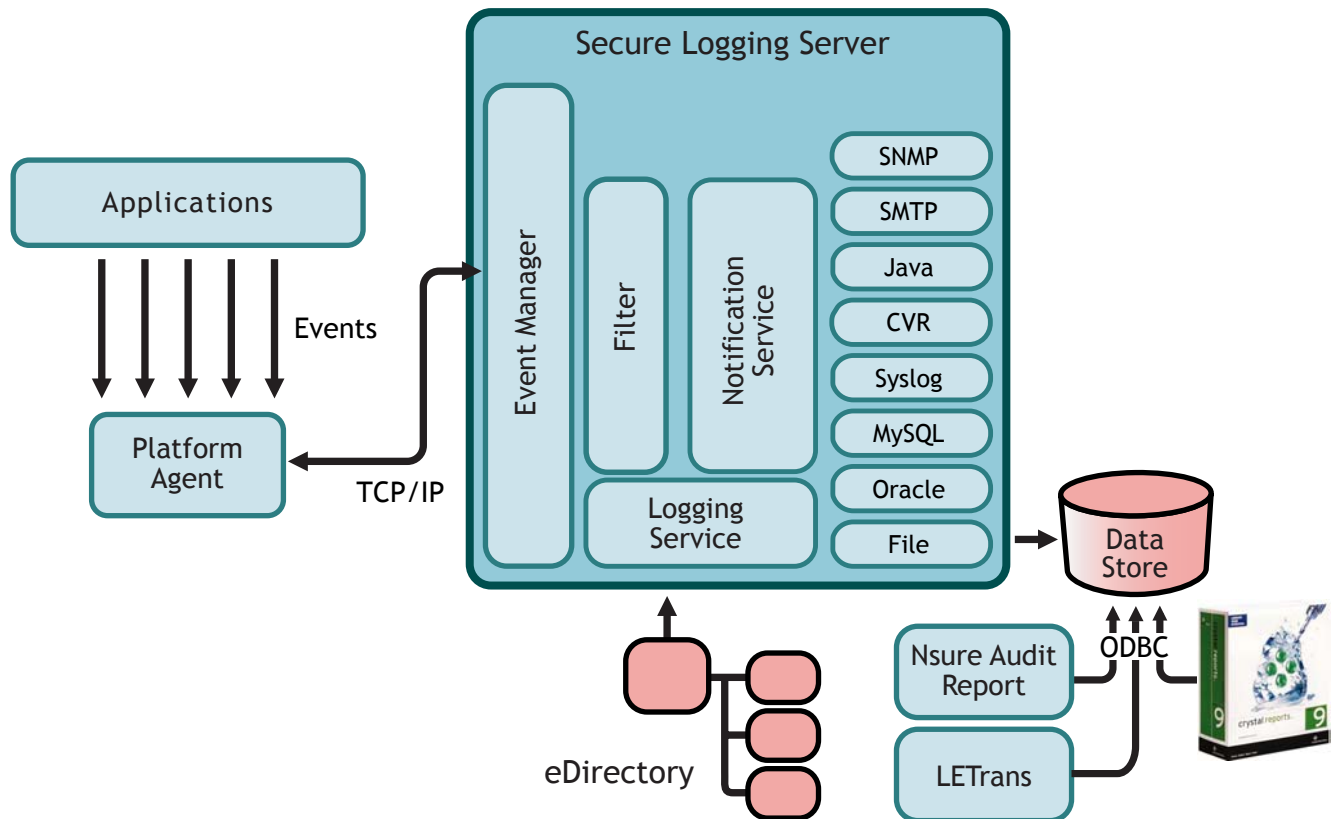 Secure Logging Server
Applications
Events
Platform
Agent
TCP/IP
Event Manager
Filter
Notification
Service
Logging
Service
SNMP
SMTP
Java
CVR
Syslog
MySQL
Oracle
File
Data
Store
eDirectory
Nsure Audit
Report
LETrans
ODBC
crystal reports
9
9